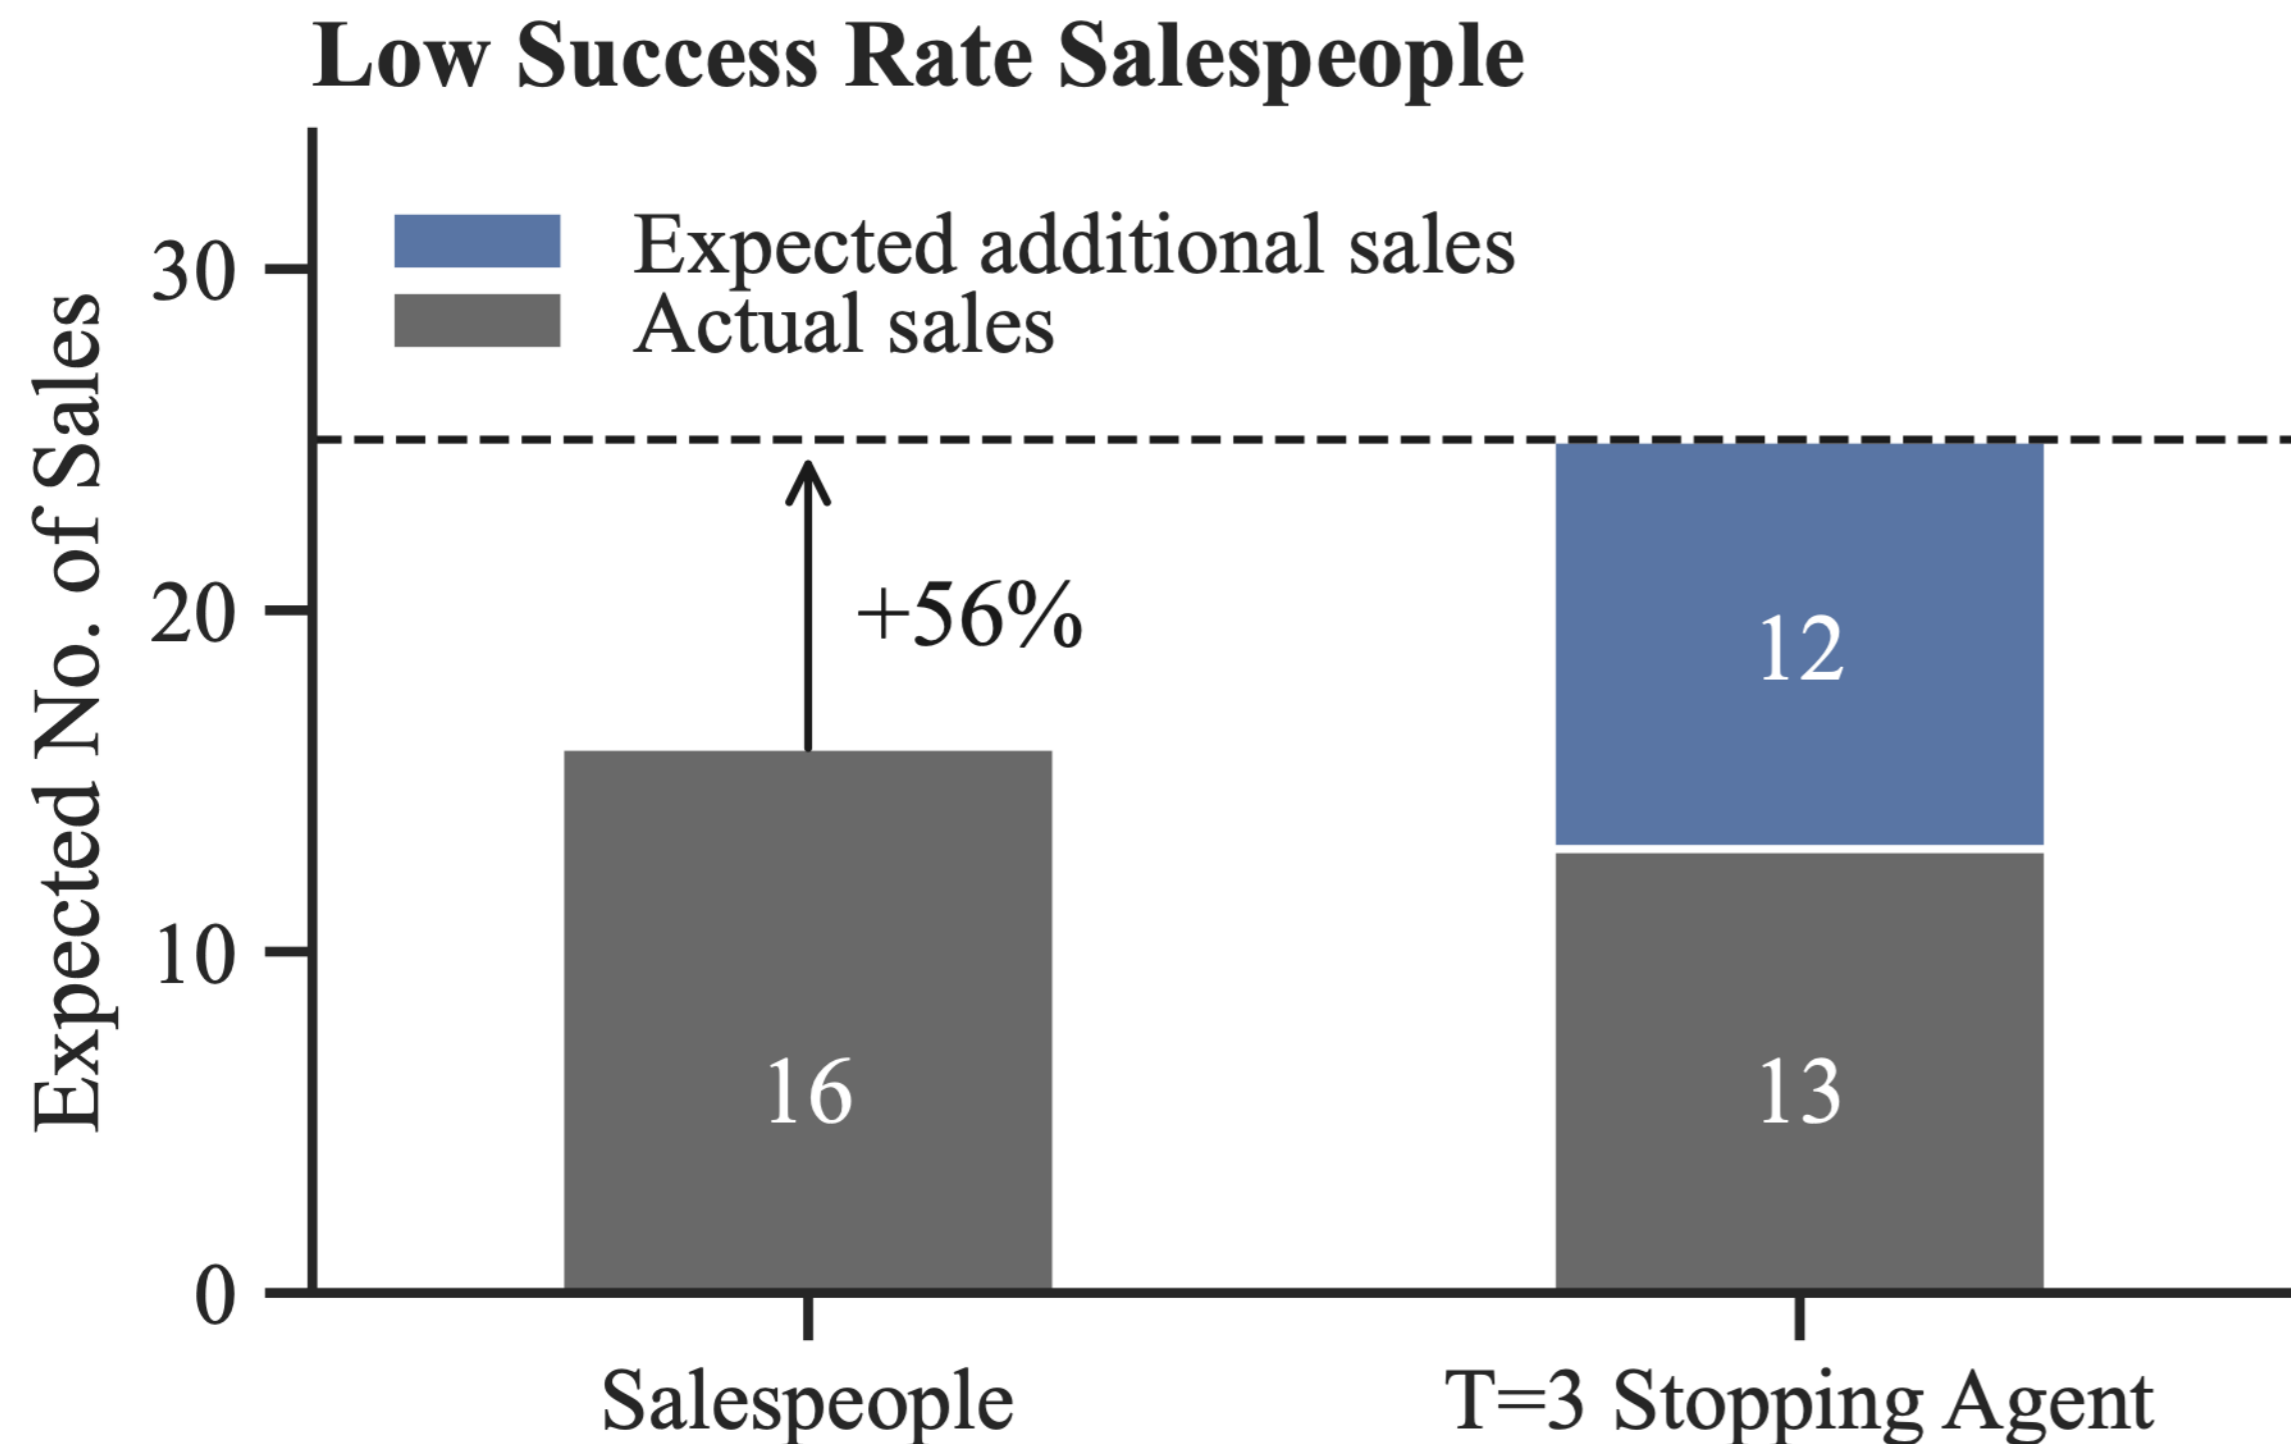 Low Success Rate Salespeople
Expected additional sales
Actual sales
Expected No. of Sales
30
20
10
0
+56%
12
16
13
Salespeople
T=3 Stopping Agent